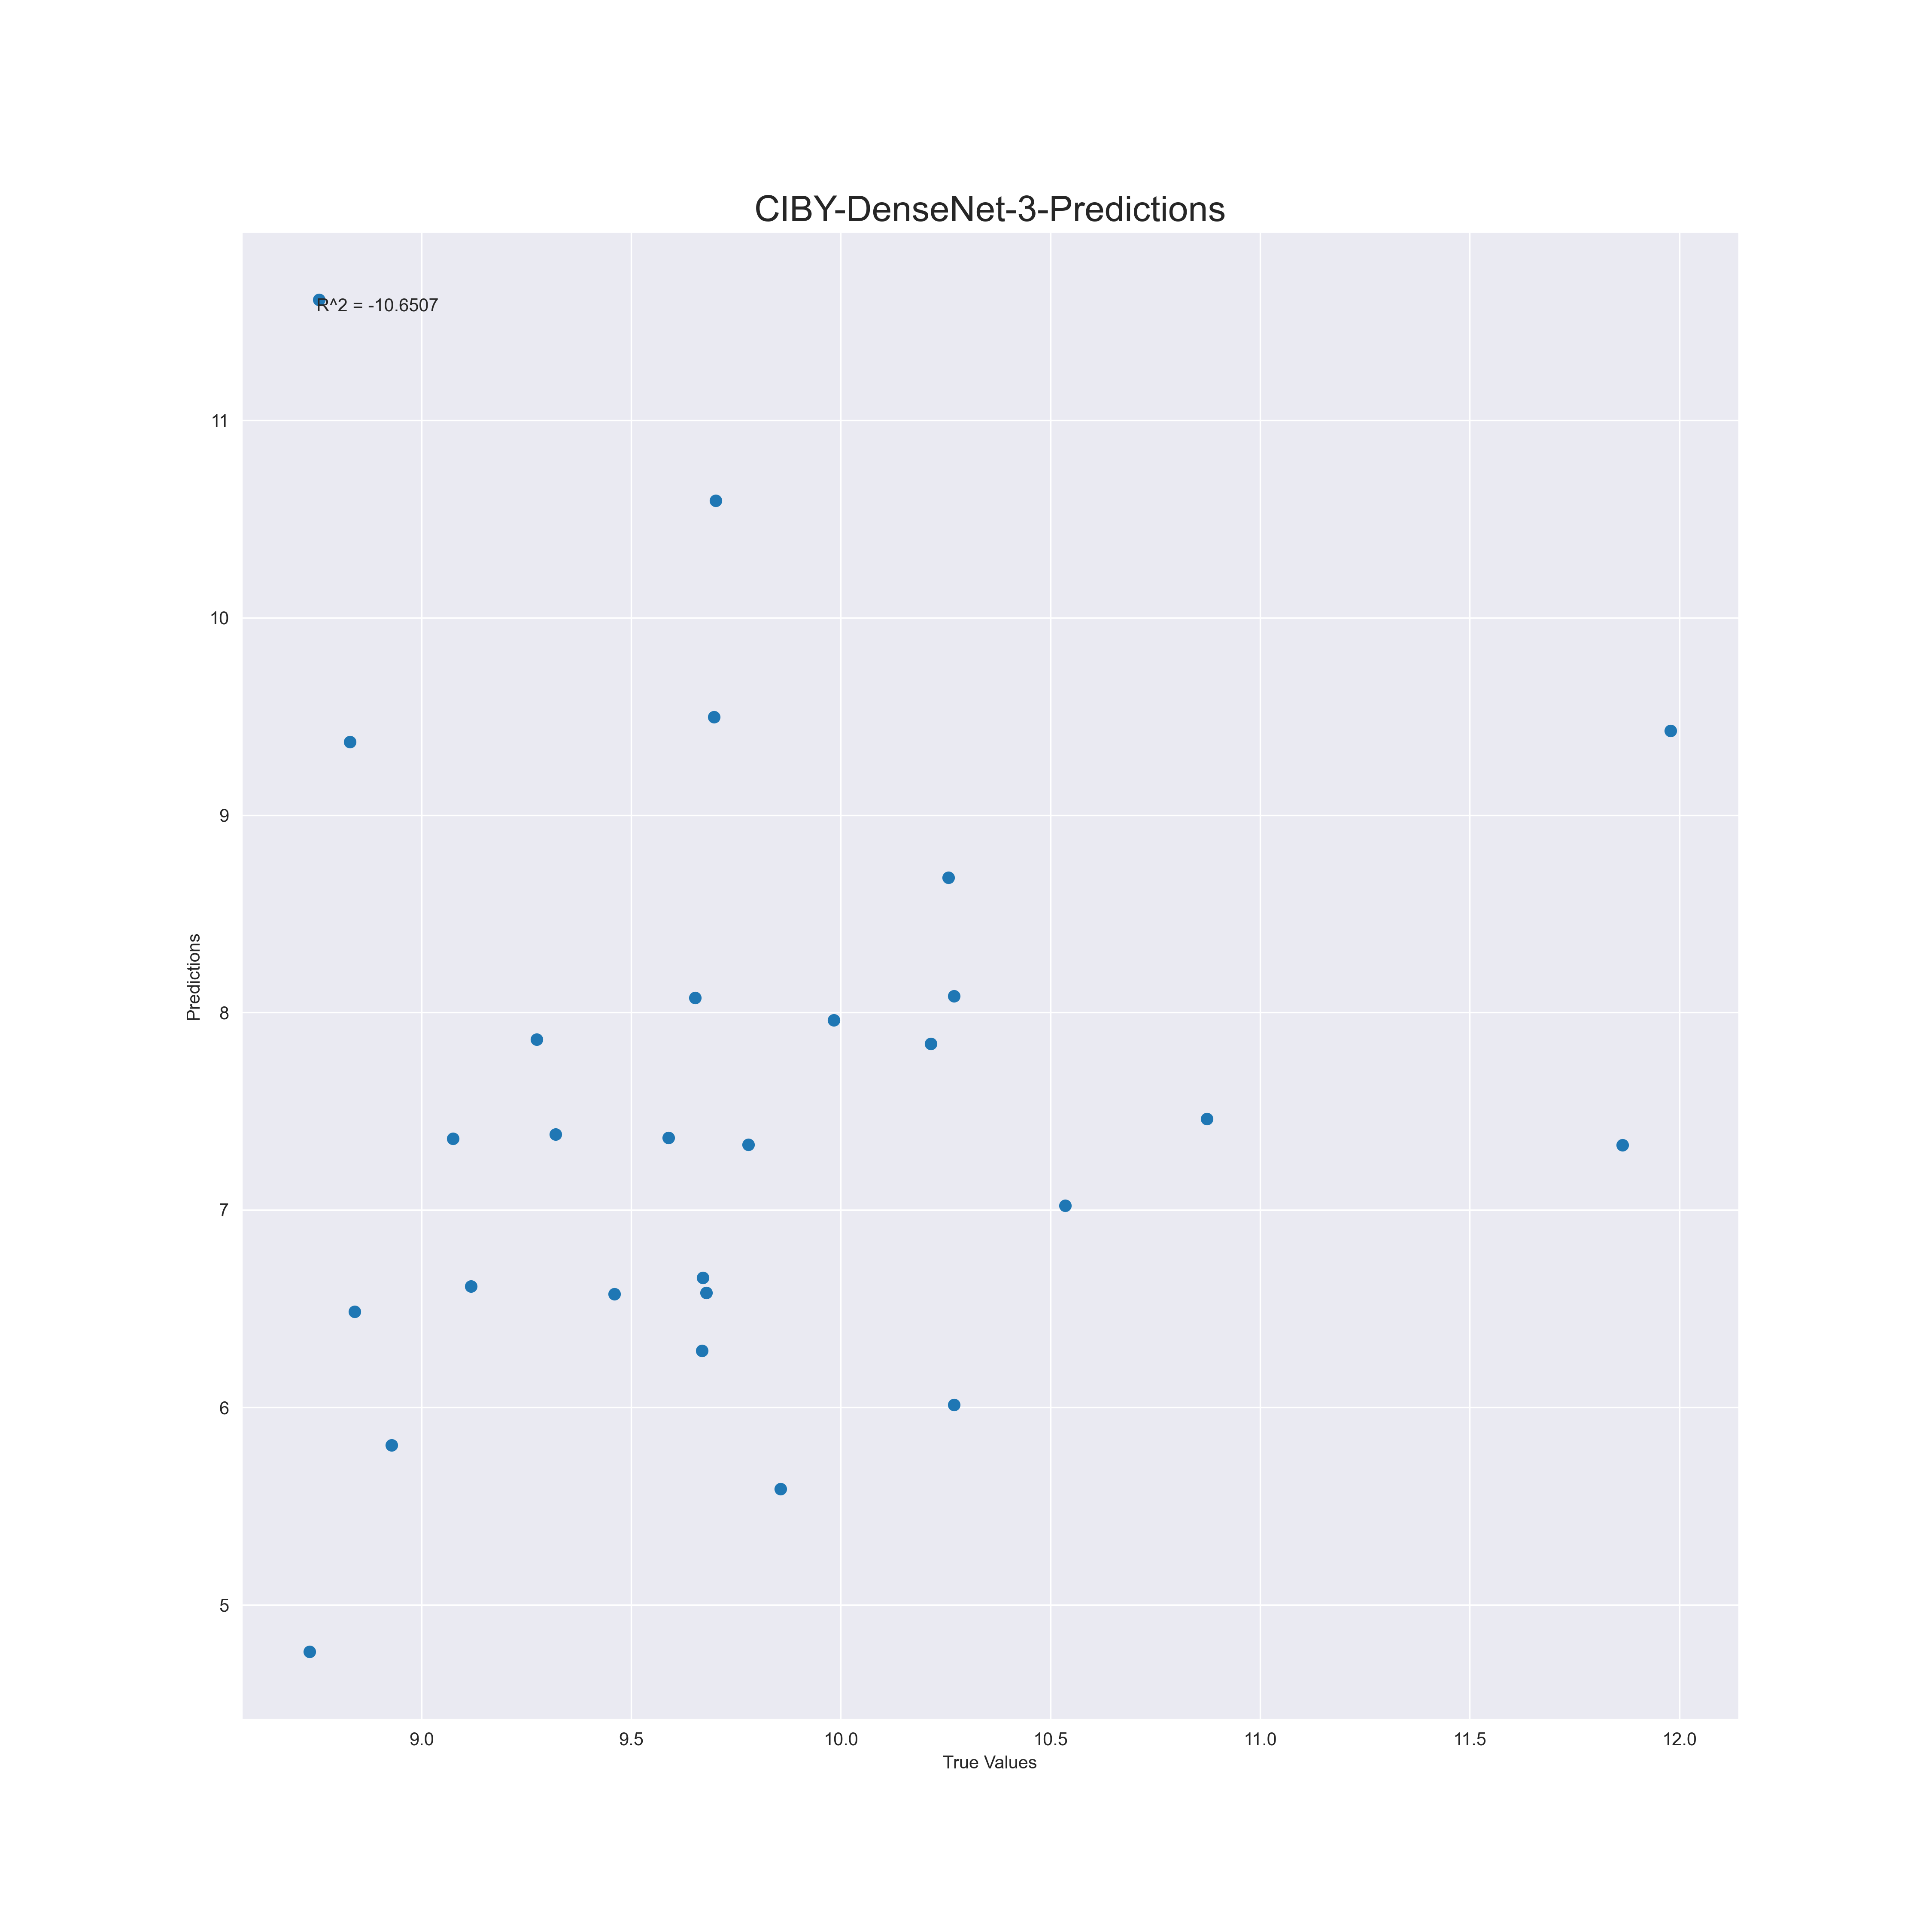 CIBY-DenseNet-3-Predictions
R^2 = -10.6507
11
10
9
8
7
6
5
Predictions
9.0 9.5 10.0 10.5 11.0 11.5 12.0
True Values